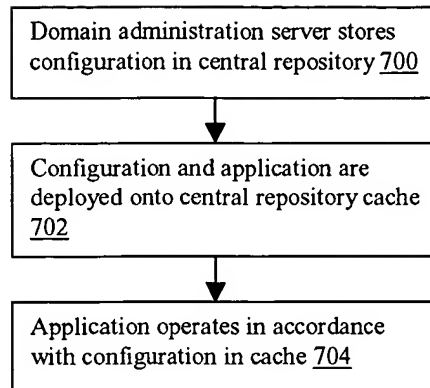 Domain administration server stores
configuration in central repository 700
Configuration and application are
deployed onto central repository cache
702
Application operates in accordance
with configuration in cache 704